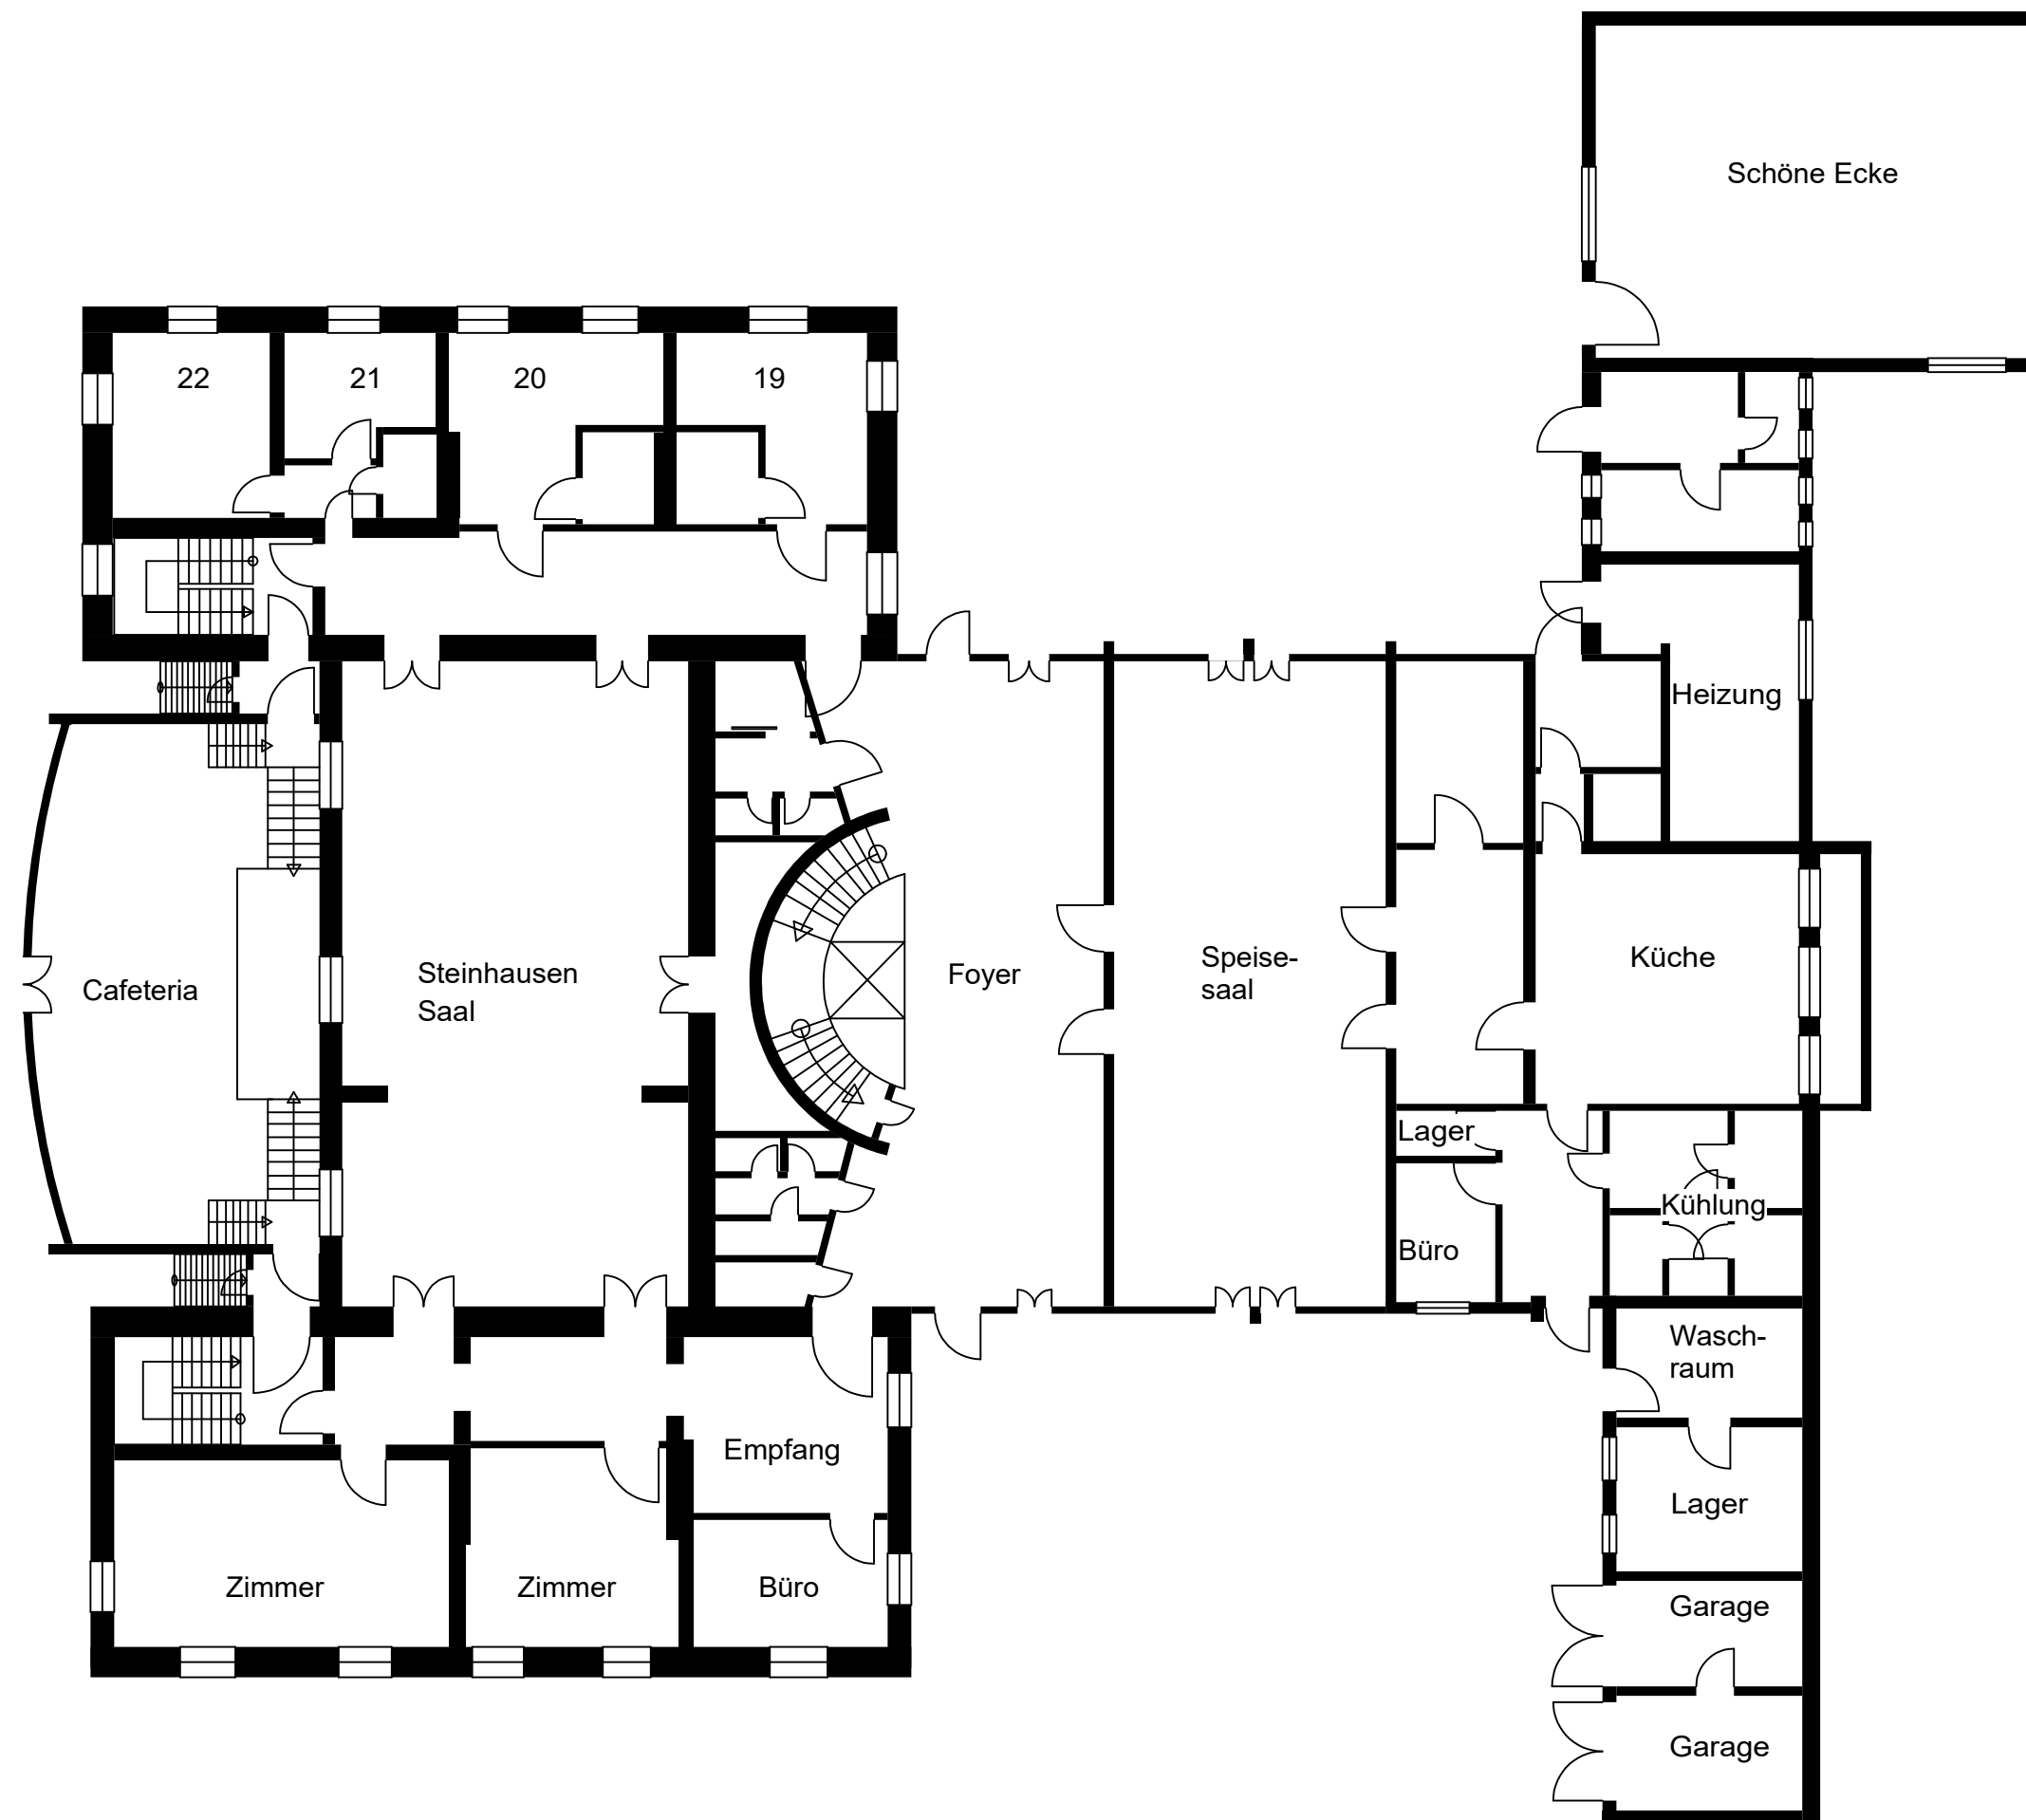 Schöne Ecke
22
21
20
19
Heizung
Cafeteria
Steinhausen
Saal
Foyer
Speise-
saal
Küche
Lager
Kühlung
Büro
Wasch-
raum
Empfang
Lager
Zimmer
Zimmer
Büro
Garage
Garage